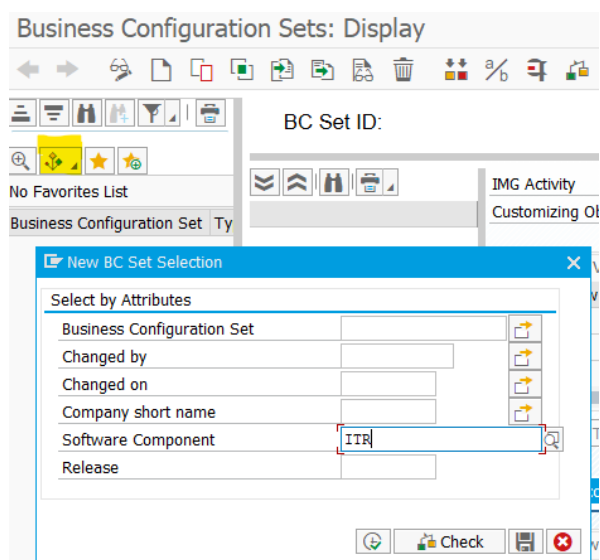 Business Configuration Sets: Display
BC Set ID:
No Favorites List
Business Configuration Set Ty
IMG Activity
Customizing Ob
New BC Set Selection
Select by Attributes
Business Configuration Set
Changed by
Changed on
Company short name
Software Component ITR
Release
Check